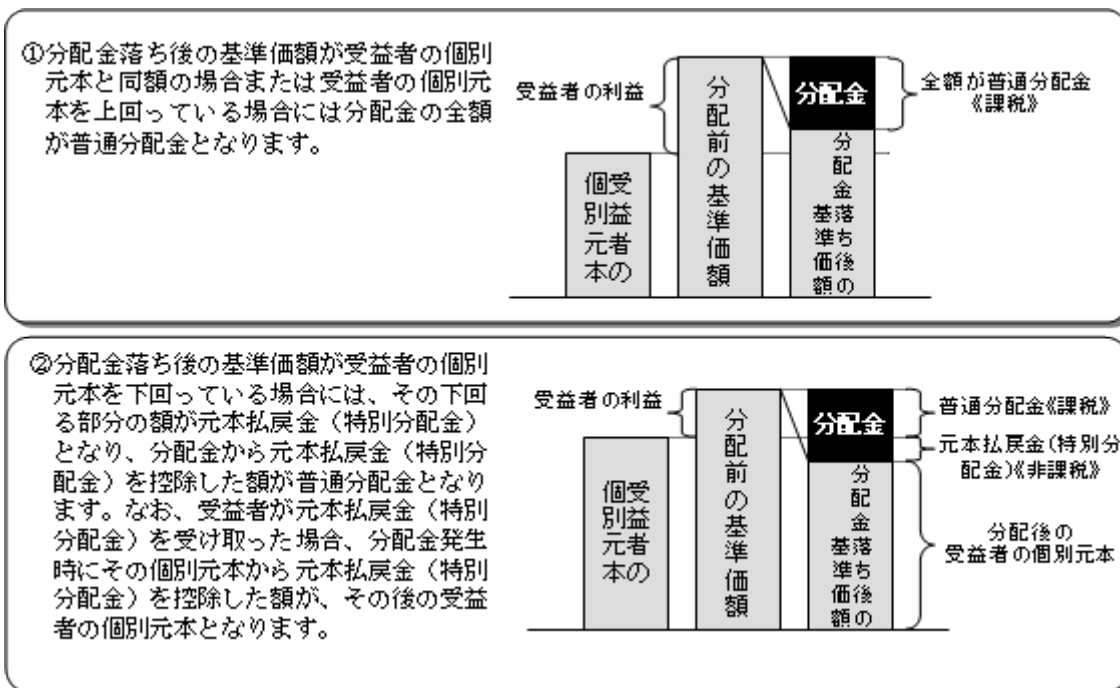 ①分配金落ち後の基準価額が受益者の個別
元本と同額の場合または受益者の個別元
本を上回っている場合には分配金の全額
が普通分配金となります。
受益者の利益
受益者の
個別元本
分配前の基準価額
分配金
分配金落ち後の
基準価額
全額が普通分配金
《課税》
②分配金落ち後の基準価額が受益者の個別
元本を下回っている場合には、その下回
る部分の額が元本払戻金（特別分配金）
となり、分配金から元本払戻金（特別分
配金）を控除した額が普通分配金となり
ます。なお、受益者が元本払戻金（特別
分配金）を受け取った場合、分配金発生
時にその個別元本から元本払戻金（特別
分配金）を控除した額が、その後の受益
者の個別元本となります。
受益者の利益
受益者の
個別元本
分配前の基準価額
分配金
分配金落ち後の
基準価額
普通分配金《課税》
元本払戻金(特別分
配金)《非課税》
分配後の
受益者の個別元本